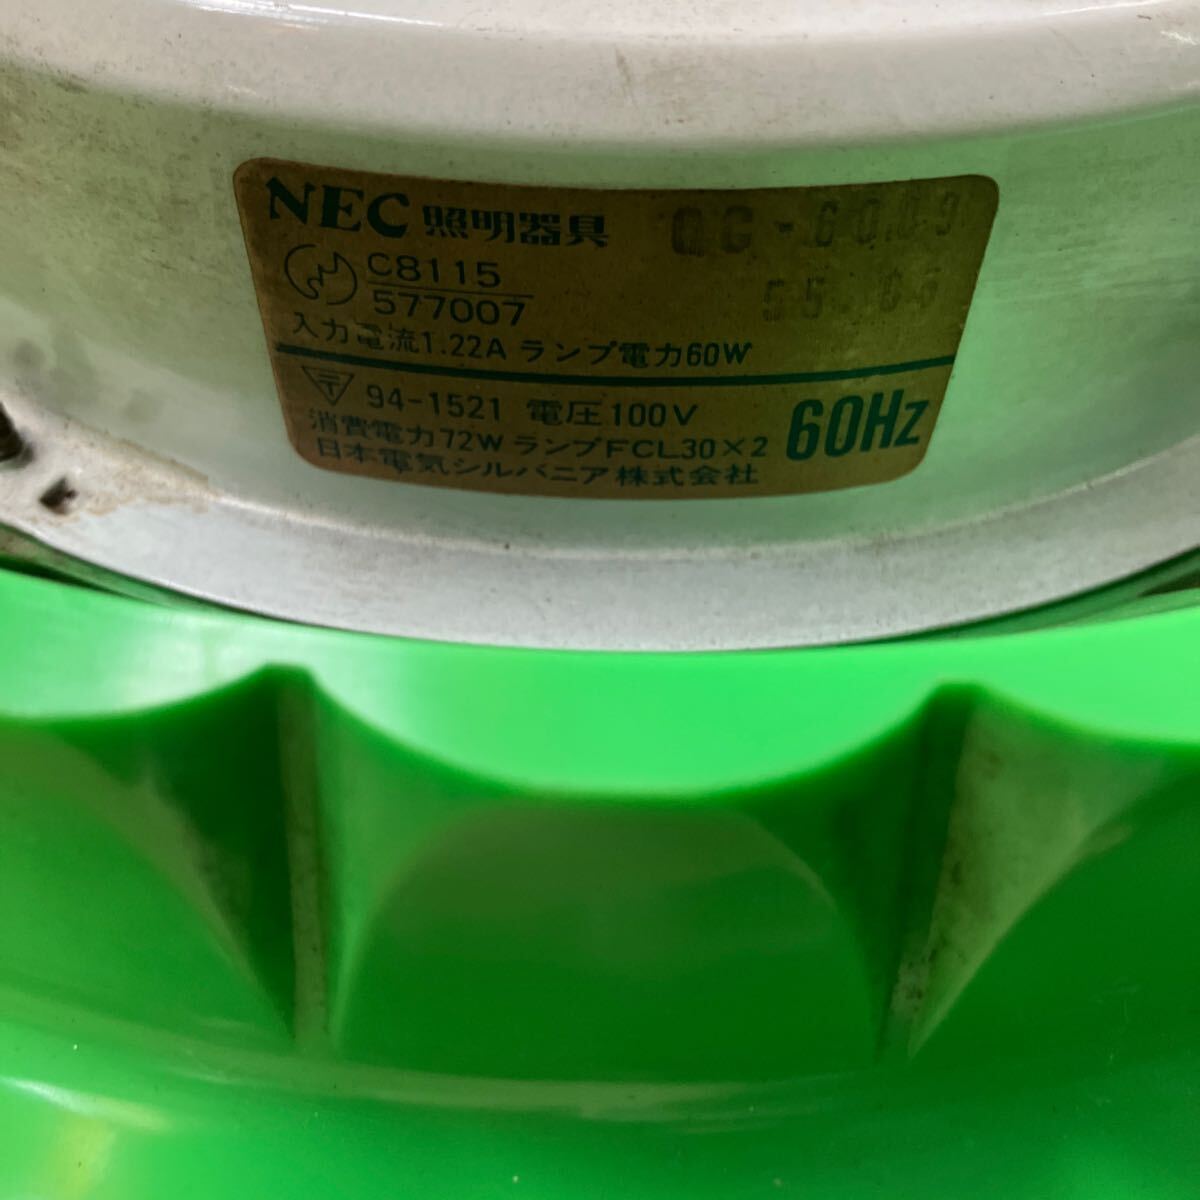 NEC 照明器具
C8115
577007
入力電流1.22A ランプ電力60W
〒 94-1521 電圧100V
消費電力72W ランプFCL30×2
60Hz
日本電気シルバニア株式会社